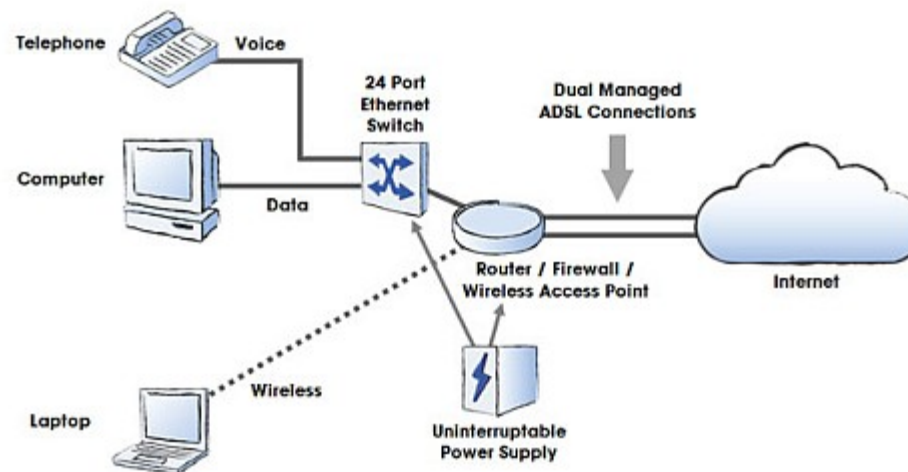 Telephone
Voice
24 Port
Ethernet
Switch
Dual Managed
ADSL Connections
Computer
Data
Router / Firewall /
Wireless Access Point
Internet
Wireless
Laptop
Uninterruptable
Power Supply